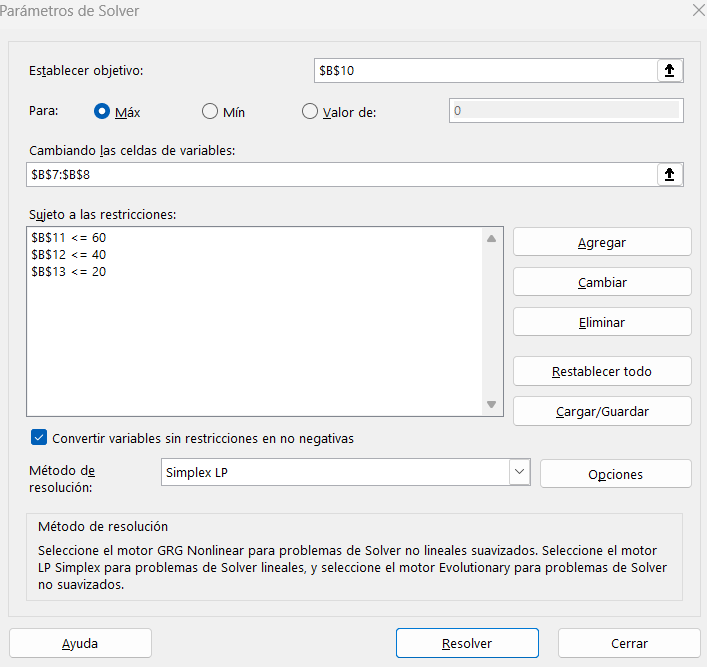 Parámetros de Solver
Establecer objetivo:
$B$10
Para:
Máx
Mín
Valor de:
0
Cambiando las celdas de variables:
$B$7:$B$8
Sujeto a las restricciones:
$B$11 <= 60
$B$12 <= 40
$B$13 <= 20
Agregar
Cambiar
Eliminar
Restablecer todo
Cargar/Guardar
Convertir variables sin restricciones en no negativas
Método de
resolución:
Simplex LP
Opciones
Método de resolución
Seleccione el motor GRG Nonlinear para problemas de Solver no lineales suavizados. Seleccione el motor
LP Simplex para problemas de Solver lineales, y seleccione el motor Evolutionary para problemas de Solver
no suavizados.
Ayuda
Resolver
Cerrar